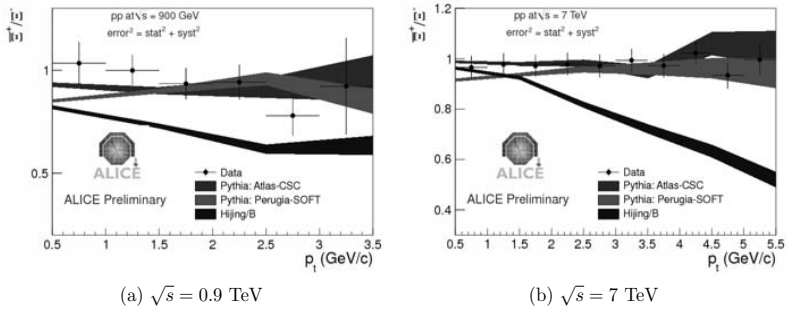 Ξ̄⁺/Ξ⁻
pp at √s = 900 GeV
error² = stat² + syst²
1
0.5
ALICE
ALICE Preliminary
Data
Pythia: Atlas-CSC
Pythia: Perugia-SOFT
Hijing/B
0.5 1 1.5 2 2.5 3 3.5
pₜ (GeV/c)
(a) √s = 0.9 TeV
Ξ̄⁺/Ξ⁻
pp at √s = 7 TeV
error² = stat² + syst²
1.2
1
0.8
0.6
0.4
ALICE
ALICE Preliminary
Data
Pythia: Atlas-CSC
Pythia: Perugia-SOFT
Hijing/B
0.5 1 1.5 2 2.5 3 3.5 4 4.5 5 5.5
pₜ (GeV/c)
(b) √s = 7 TeV